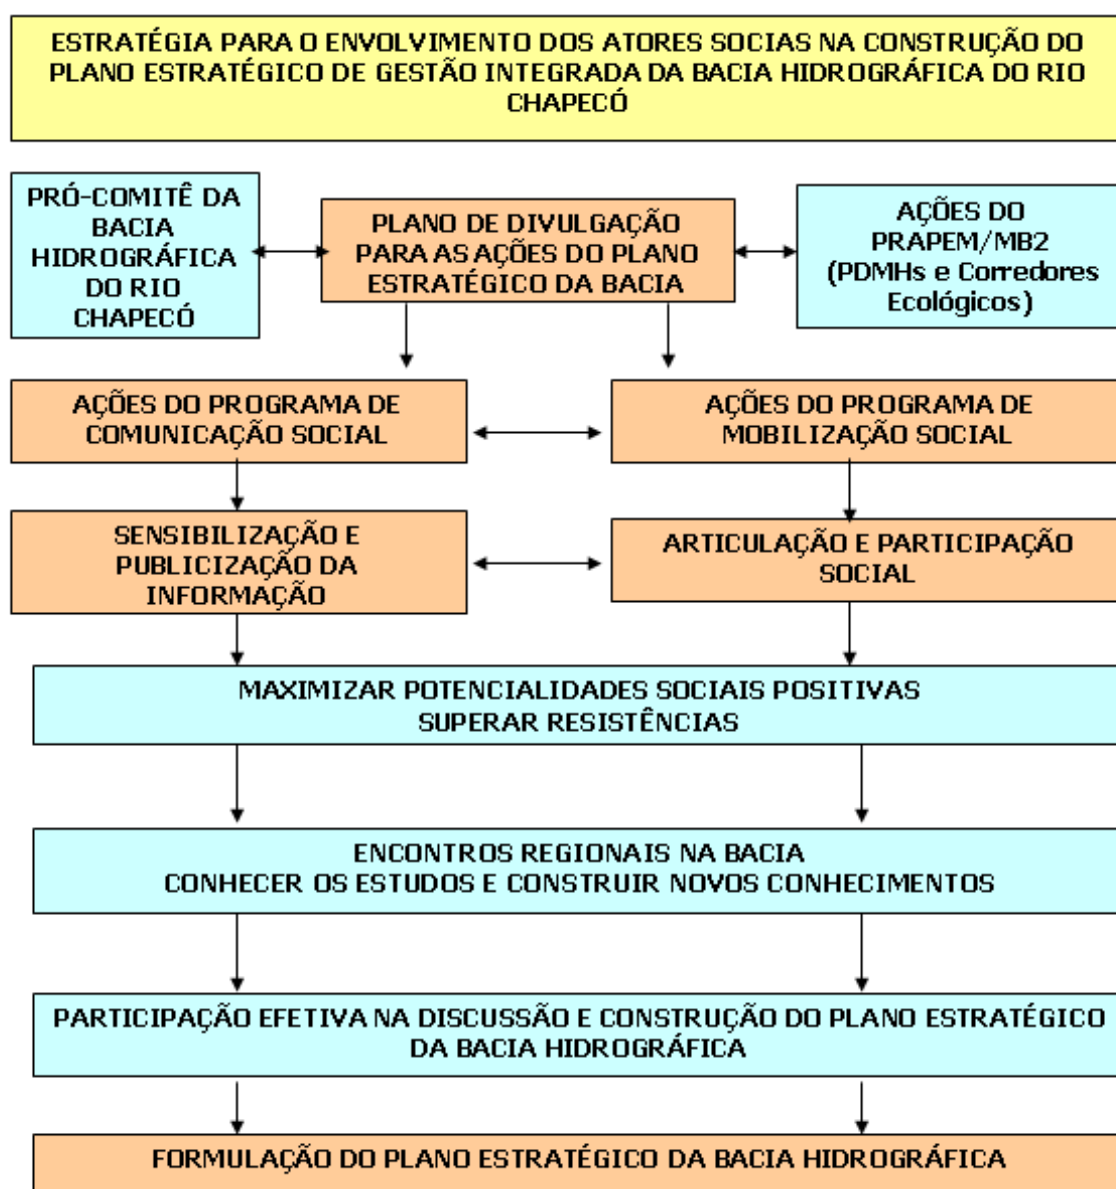 ESTRATÉGIA PARA O ENVOLVIMENTO DOS ATORES SOCIAS NA CONSTRUÇÃO DO
PLANO ESTRATÉGICO DE GESTÃO INTEGRADA DA BACIA HIDROGRÁFICA DO RIO
CHAPECÓ
PRÓ-COMITÊ DA
BACIA
HIDROGRÁFICA
DO RIO
CHAPECÓ
PLANO DE DIVULGAÇÃO
PARA AS AÇÕES DO PLANO
ESTRATÉGICO DA BACIA
AÇÕES DO
PRAPEM/MB2
(PDMHs e Corredores
Ecológicos)
AÇÕES DO PROGRAMA DE
COMUNICAÇÃO SOCIAL
AÇÕES DO PROGRAMA DE
MOBILIZAÇÃO SOCIAL
SENSIBILIZAÇÃO E
PUBLICIZAÇÃO DA
INFORMAÇÃO
ARTICULAÇÃO E PARTICIPAÇÃO
SOCIAL
MAXIMIZAR POTENCIALIDADES SOCIAIS POSITIVAS
SUPERAR RESISTÊNCIAS
ENCONTROS REGIONAIS NA BACIA
CONHECER OS ESTUDOS E CONSTRUIR NOVOS CONHECIMENTOS
PARTICIPAÇÃO EFETIVA NA DISCUSSÃO E CONSTRUÇÃO DO PLANO ESTRATÉGICO
DA BACIA HIDROGRÁFICA
FORMULAÇÃO DO PLANO ESTRATÉGICO DA BACIA HIDROGRÁFICA